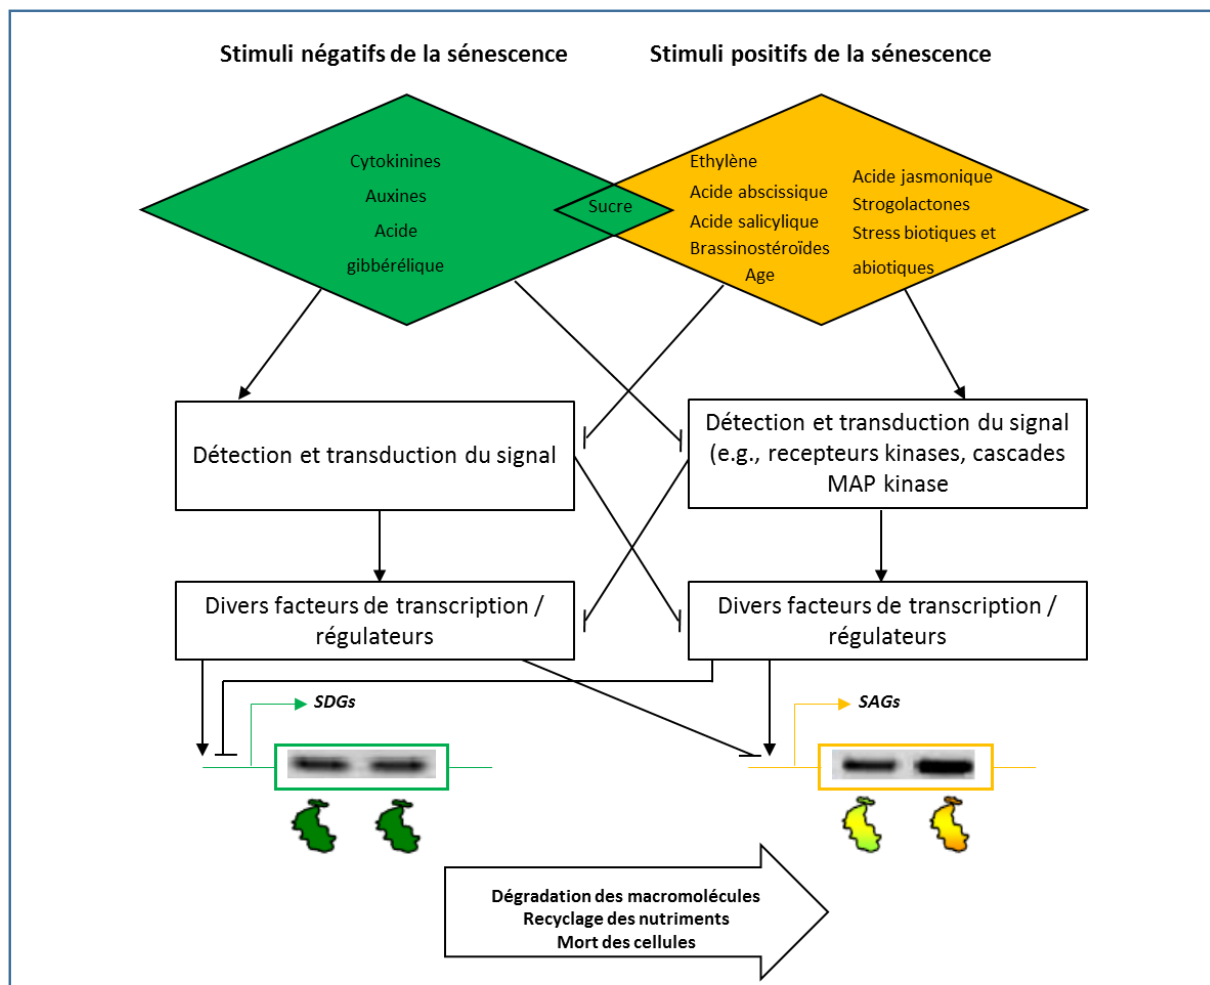 Stimuli négatifs de la sénescence
Stimuli positifs de la sénescence
Cytokinines
Auxines
Acide
gibbérélique
Sucre
Ethylène
Acide abscissique
Acide salicylique
Brassinostéroïdes
Age
Acide jasmonique
Strogolactones
Stress biotiques et
abiotiques
Détection et transduction du signal
Détection et transduction du signal
(e.g., recepteurs kinases, cascades
MAP kinase
Divers facteurs de transcription /
régulateurs
Divers facteurs de transcription /
régulateurs
SDGs
SAGs
Dégradation des macromolécules
Recyclage des nutriments
Mort des cellules